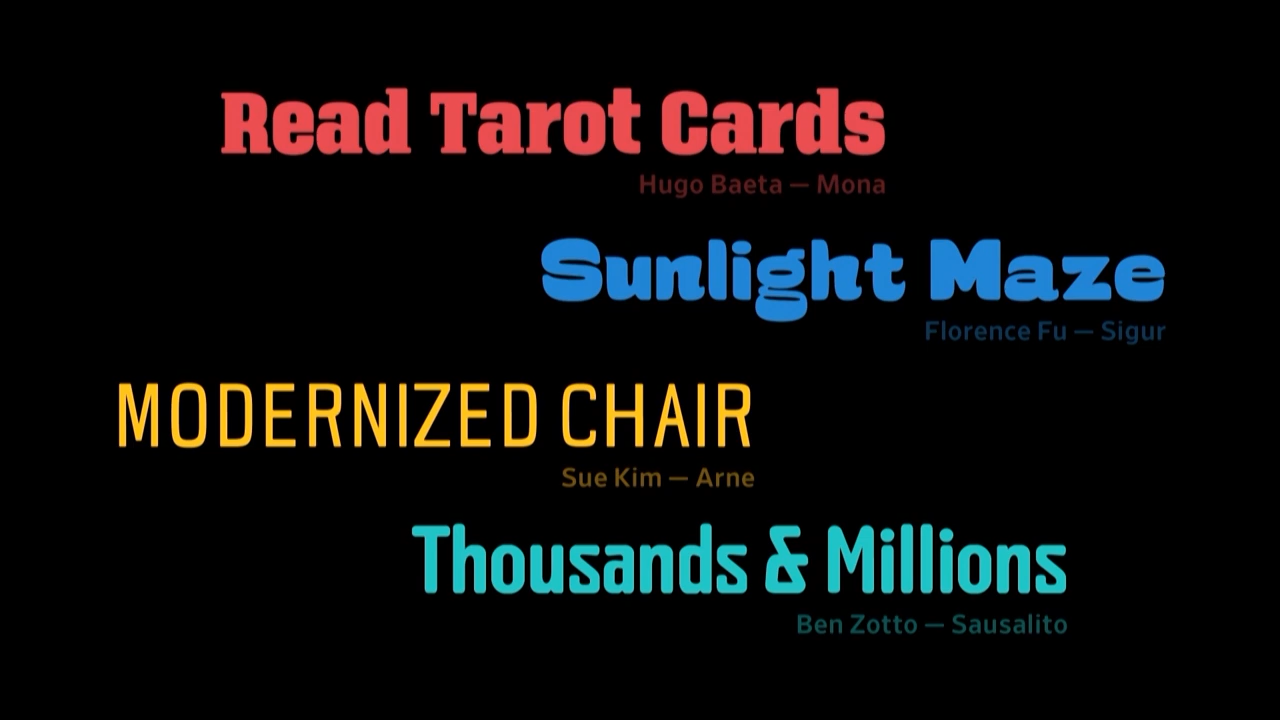 Read Tarot Cards
Hugo Baeta — Mona
Sunlight Maze
Florence Fu — Sigur
MODERNIZED CHAIR
Sue Kim — Arne
Thousands & Millions
Ben Zotto — Sausalito